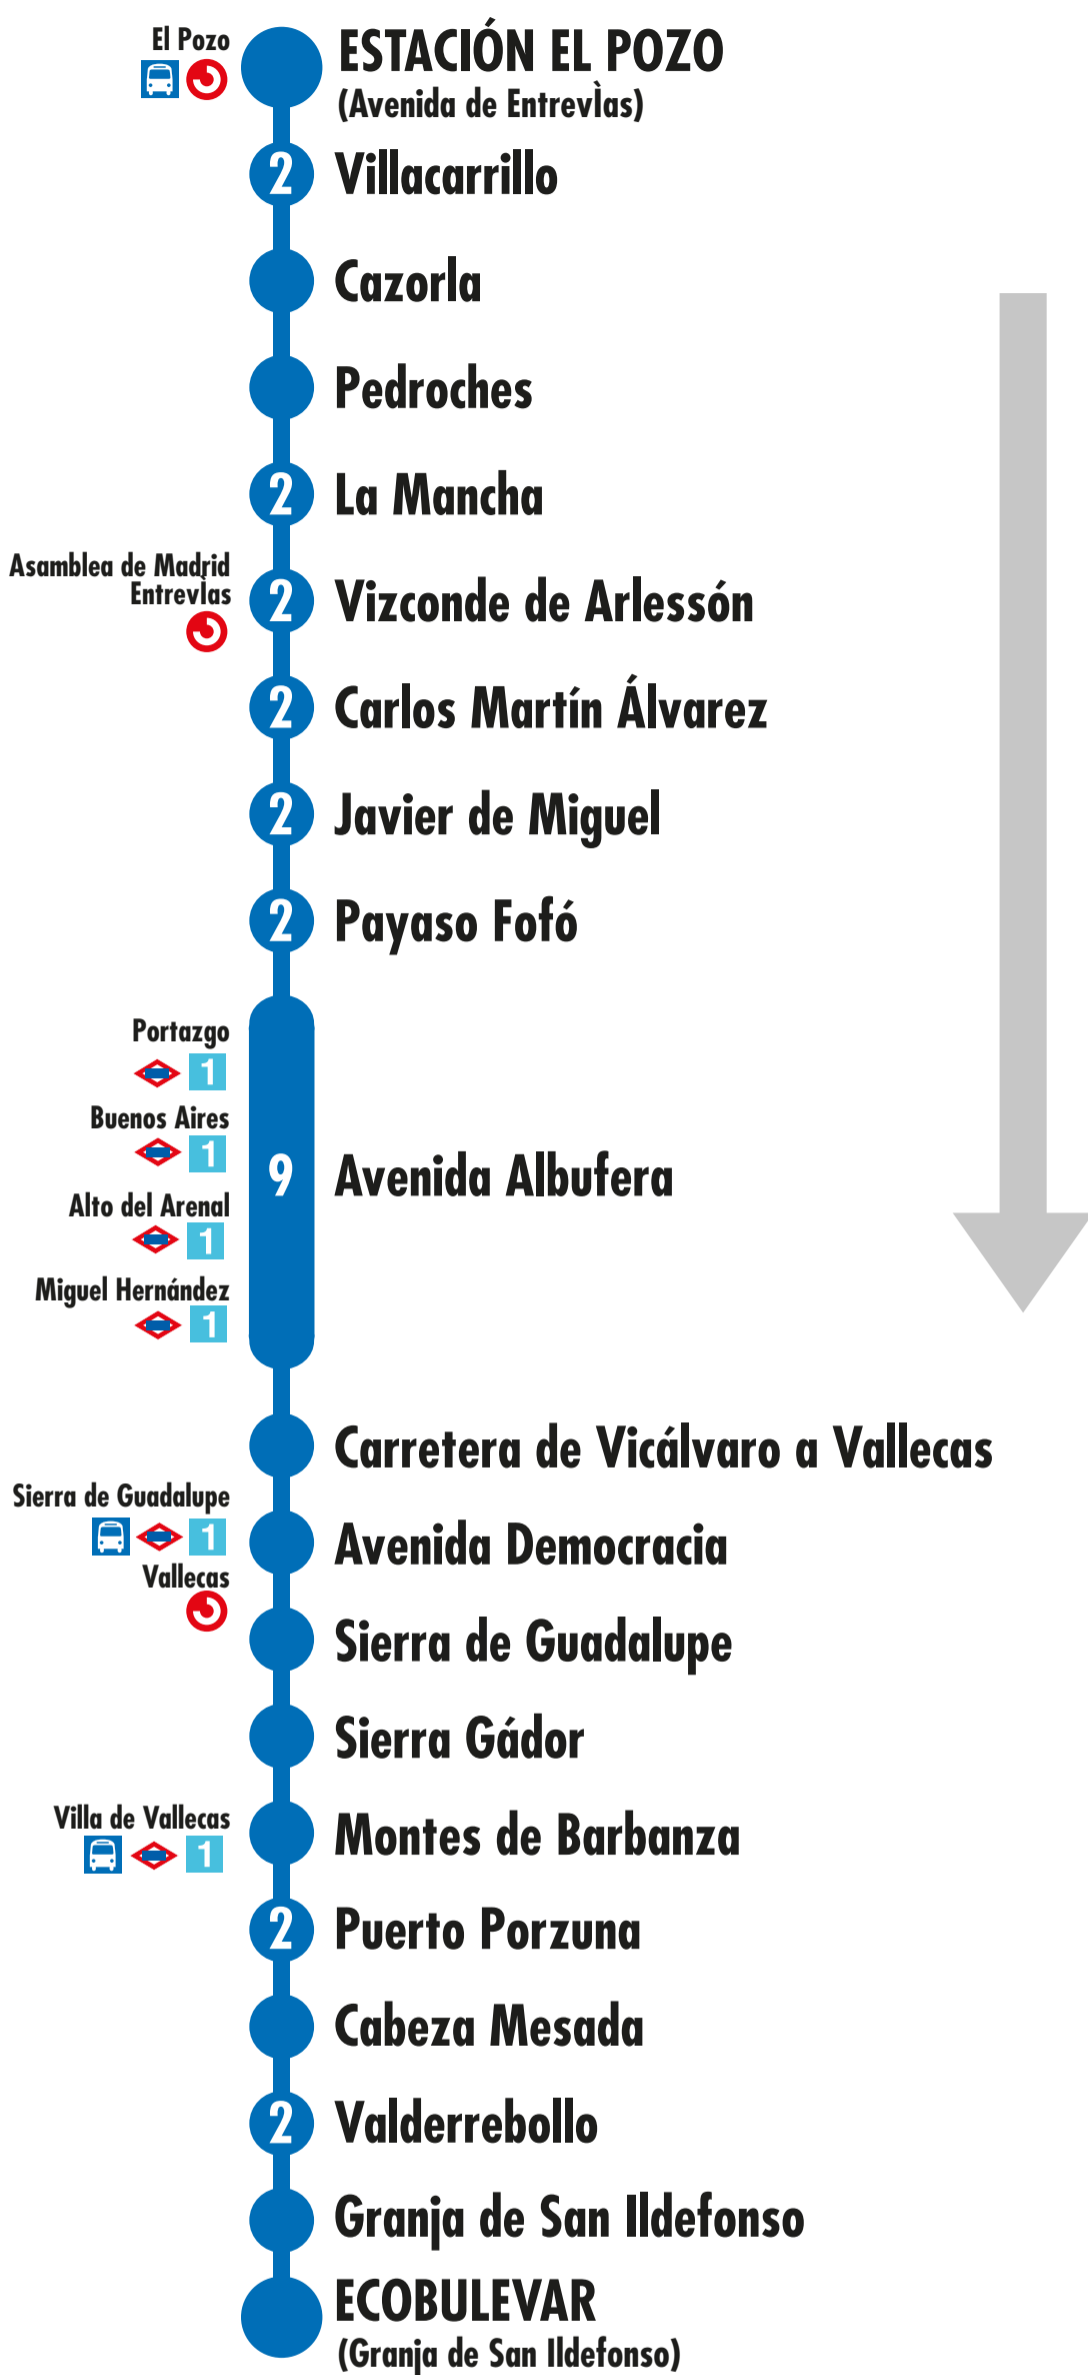 El Pozo
ESTACIÓN EL POZO
(Avenida de EntrevÌas)
2 Villacarrillo
Cazorla
Pedroches
2 La Mancha
Asamblea de Madrid
EntrevÌas
2 Vizconde de Arlessón
2 Carlos Martín Álvarez
2 Javier de Miguel
2 Payaso Fofó
Portazgo
1
Buenos Aires
1
9 Avenida Albufera
Alto del Arenal
1
Miguel Hernández
1
Carretera de Vicálvaro a Vallecas
Sierra de Guadalupe
1
Avenida Democracia
Vallecas
Sierra de Guadalupe
Sierra Gádor
Villa de Vallecas
1
Montes de Barbanza
2 Puerto Porzuna
Cabeza Mesada
2 Valderrebollo
Granja de San Ildefonso
ECOBULEVAR
(Granja de San Ildefonso)